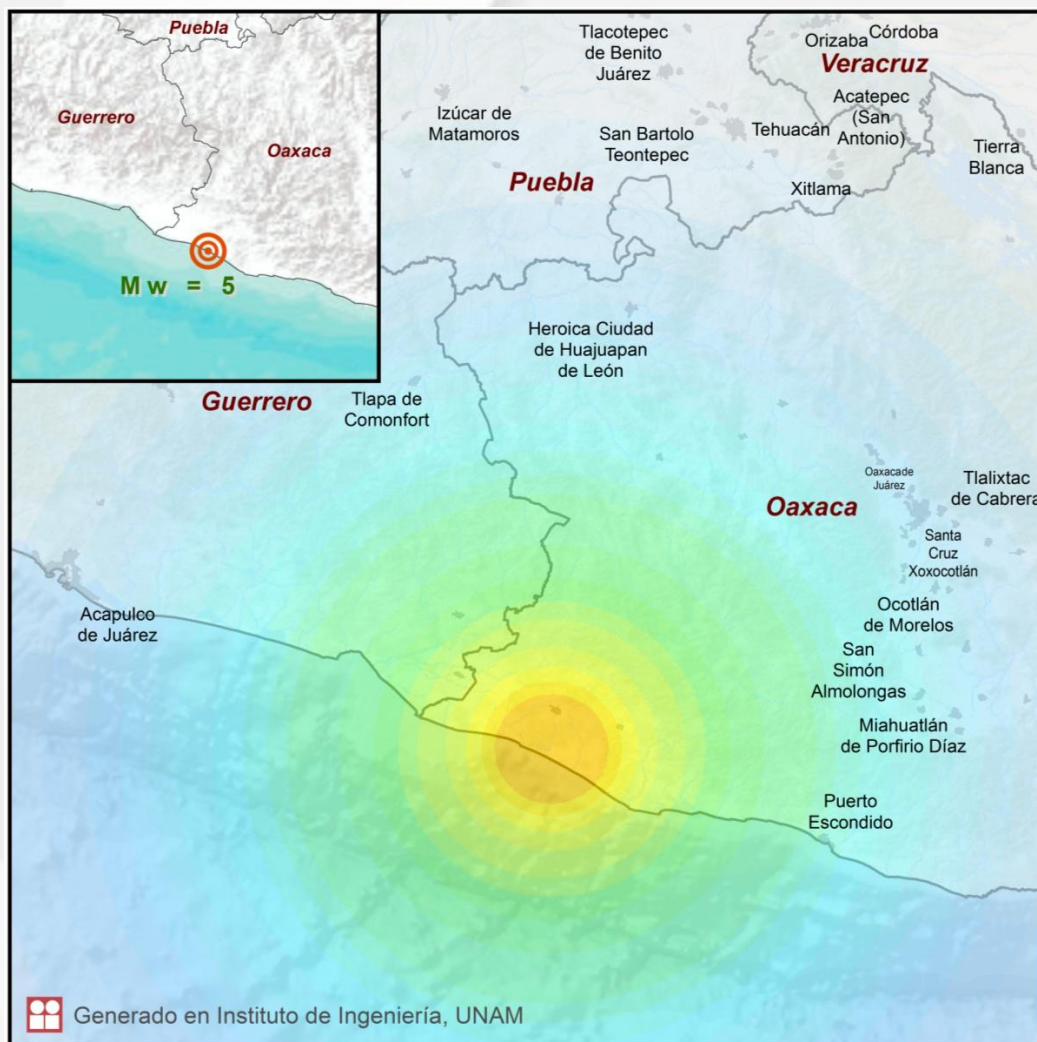 Puebla
Guerrero
Oaxaca
Mw = 5
Tlacotepec
de Benito
Juárez
Orizaba
Córdoba
Veracruz
Izúcar de
Matamoros
San Bartolo
Teontepec
Tehuacán
Acatepec
(San
Antonio)
Tierra
Blanca
Puebla
Xitlama
Heroica Ciudad
de Huajuapan
de León
Guerrero
Tlapa de
Comonfort
Oaxacade
Juárez
Tlalixtac
de Cabrera
Oaxaca
Santa
Cruz
Xoxocotlán
Acapulco
de Juárez
Ocotlán
de Morelos
San
Simón
Almolongas
Miahuatlán
de Porfirio Díaz
Puerto
Escondido
Generado en Instituto de Ingeniería, UNAM